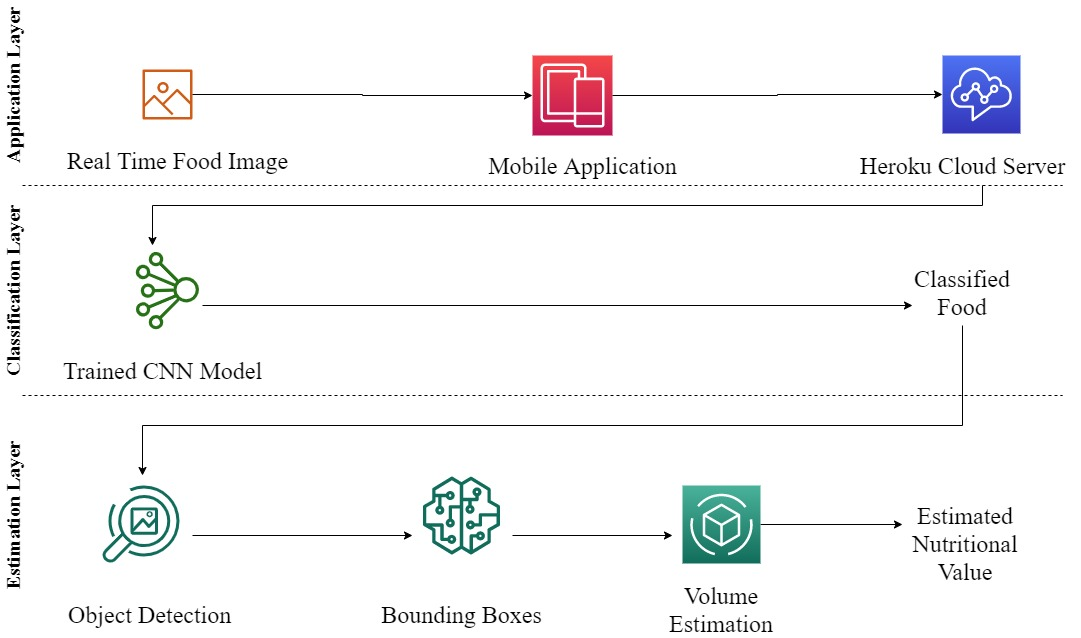 Application Layer
Real Time Food Image
Mobile Application
Heroku Cloud Server
Classification Layer
Trained CNN Model
Classified
Food
Estimation Layer
Object Detection
Bounding Boxes
Volume
Estimation
Estimated
Nutritional
Value